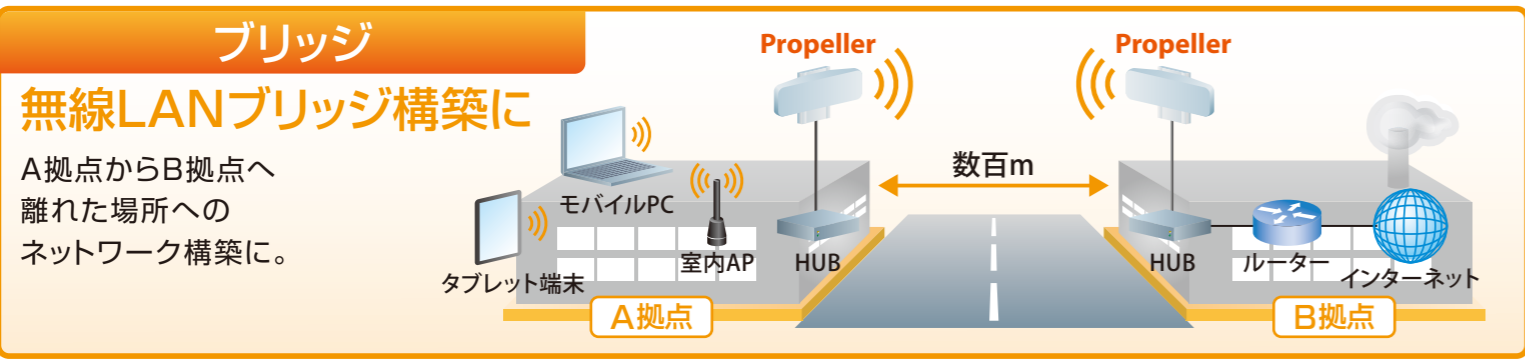 ブリッジ
無線LANブリッジ構築に
A拠点からB拠点へ
離れた場所への
ネットワーク構築に。
Propeller
Propeller
数百m
モバイルPC
タブレット端末
室内AP
HUB
A拠点
HUB
ルーター
インターネット
B拠点